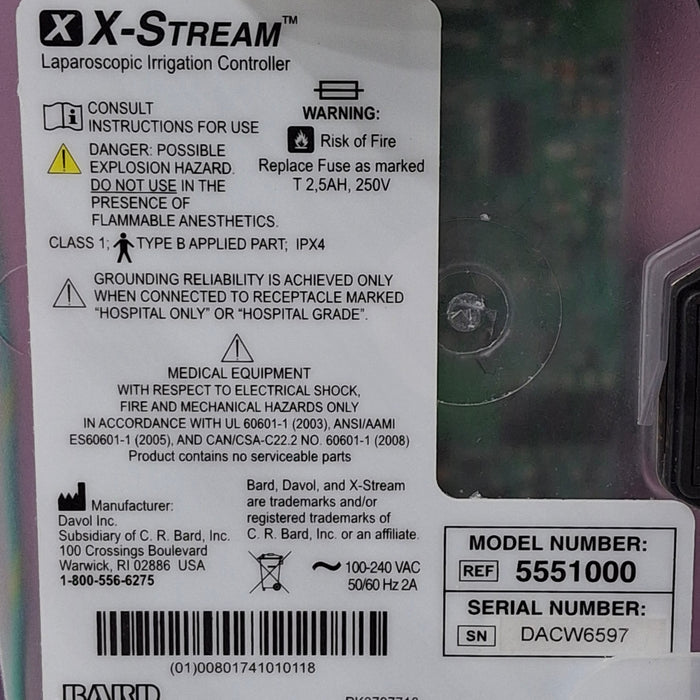 X X-STREAM™
Laparoscopic Irrigation Controller
CONSULT
INSTRUCTIONS FOR USE
DANGER: POSSIBLE
EXPLOSION HAZARD.
DO NOT USE IN THE
PRESENCE OF
FLAMMABLE ANESTHETICS.
WARNING:
Risk of Fire
Replace Fuse as marked
T 2,5AH, 250V
CLASS 1; TYPE B APPLIED PART; IPX4
GROUNDING RELIABILITY IS ACHIEVED ONLY
WHEN CONNECTED TO RECEPTACLE MARKED
“HOSPITAL ONLY” OR “HOSPITAL GRADE”.
MEDICAL EQUIPMENT
WITH RESPECT TO ELECTRICAL SHOCK,
FIRE AND MECHANICAL HAZARDS ONLY
IN ACCORDANCE WITH UL 60601-1 (2003), ANSI/AAMI
ES60601-1 (2005), AND CAN/CSA-C22.2 NO. 60601-1 (2008)
Product contains no serviceable parts
Manufacturer:
Davol Inc.
Subsidiary of C. R. Bard, Inc.
100 Crossings Boulevard
Warwick, RI 02886 USA
1-800-556-6275
Bard, Davol, and X-Stream
are trademarks and/or
registered trademarks of
C. R. Bard, Inc. or an affiliate.
100-240 VAC
50/60 Hz 2A
(01)00801741010118
BARD
MODEL NUMBER:
REF 5551000
SERIAL NUMBER:
SN DACW6597